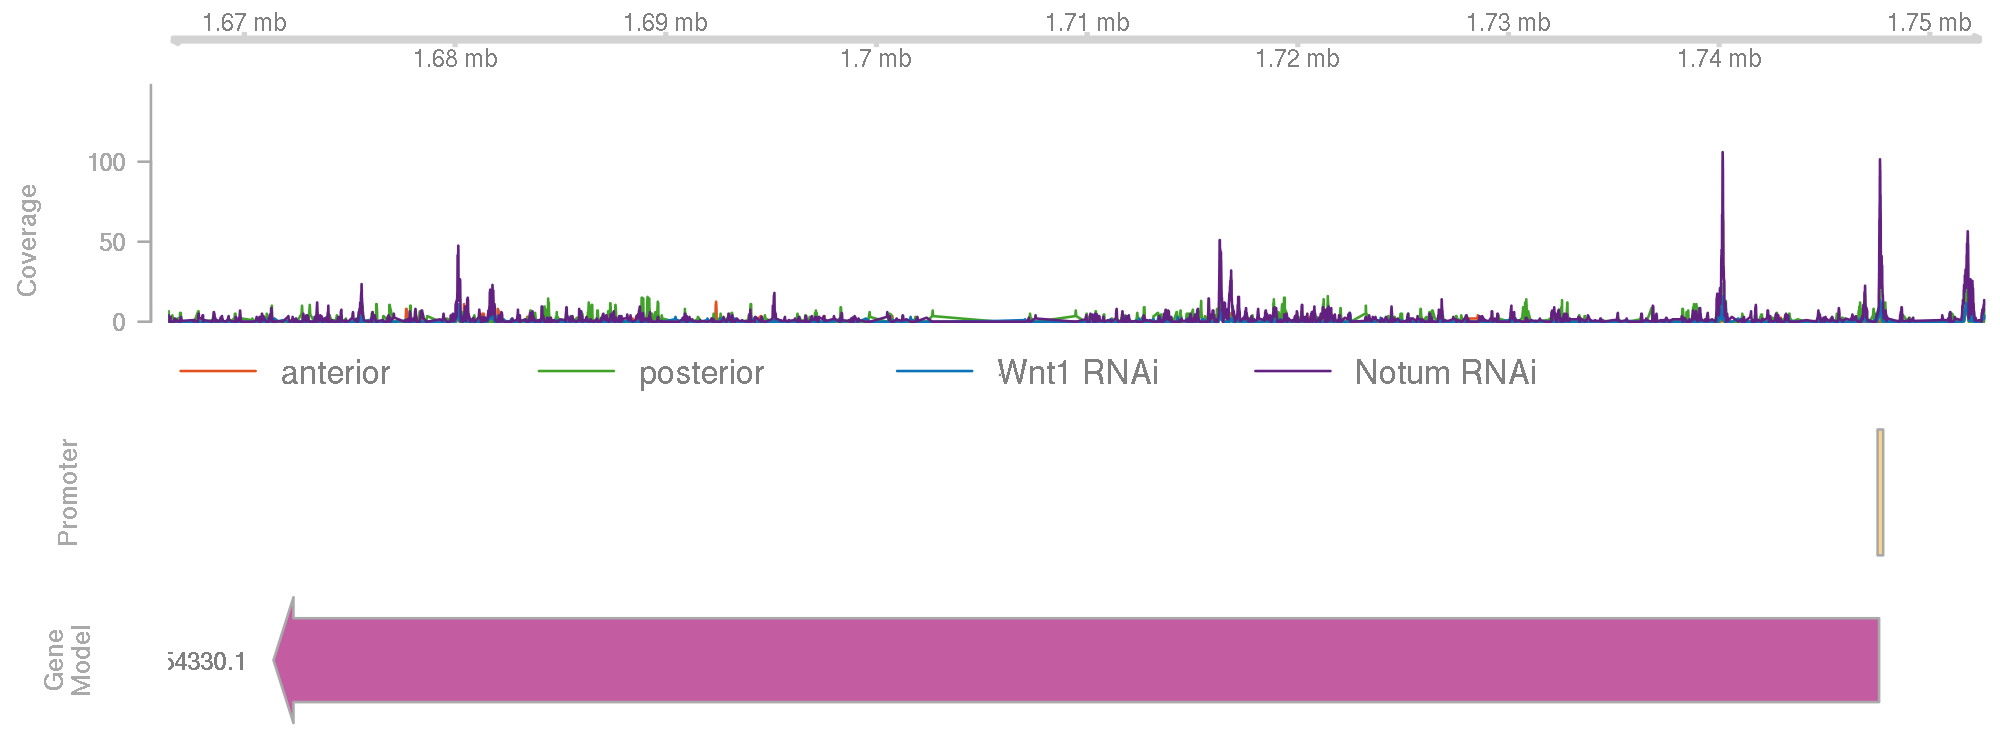 1.67 mb 1.69 mb 1.71 mb 1.73 mb 1.75 mb
1.68 mb 1.7 mb 1.72 mb 1.74 mb
Coverage
100
50
0
anterior posterior Wnt1 RNAi Notum RNAi
Promoter
Gene
Model
54330.1